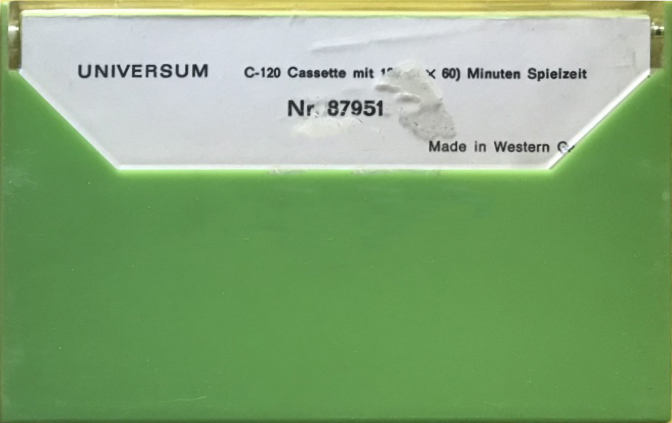 UNIVERSUM C-120 Cassette mit × 60) Minuten Spielzeit
Nr. 87951
Made in Western